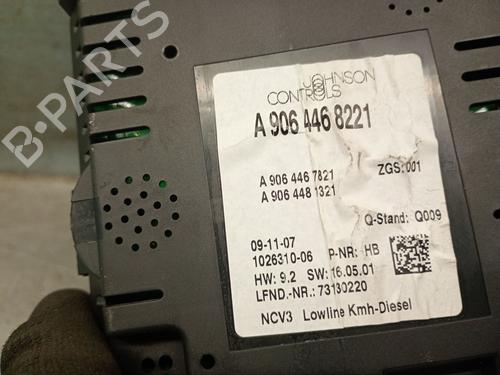 B-PARTS
JOHNSON
CONTROLS
A 906 446 8221
A 906 446 7821 ZGS: 001
A 906 448 1321
Q-Stand: Q009
09-11-07
1026310-06 P-NR: HB
HW: 9.2 SW: 16.05.01
LFND.-NR.: 73130220
NCV3 Lowline Kmh-Diesel